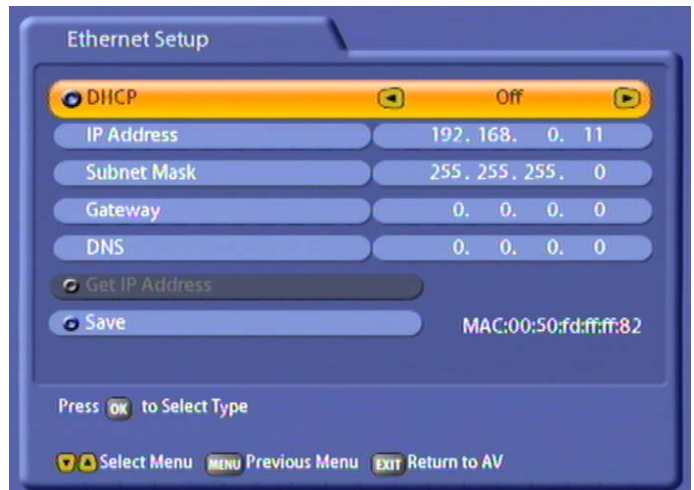 Ethernet Setup
DHCP Off
IP Address 192. 168. 0. 11
Subnet Mask 255. 255. 255. 0
Gateway 0. 0. 0. 0
DNS 0. 0. 0. 0
Get IP Address
Save MAC:00:50:fd:ff:ff:82
Press OK to Select Type
Select Menu MENU Previous Menu EXIT Return to AV